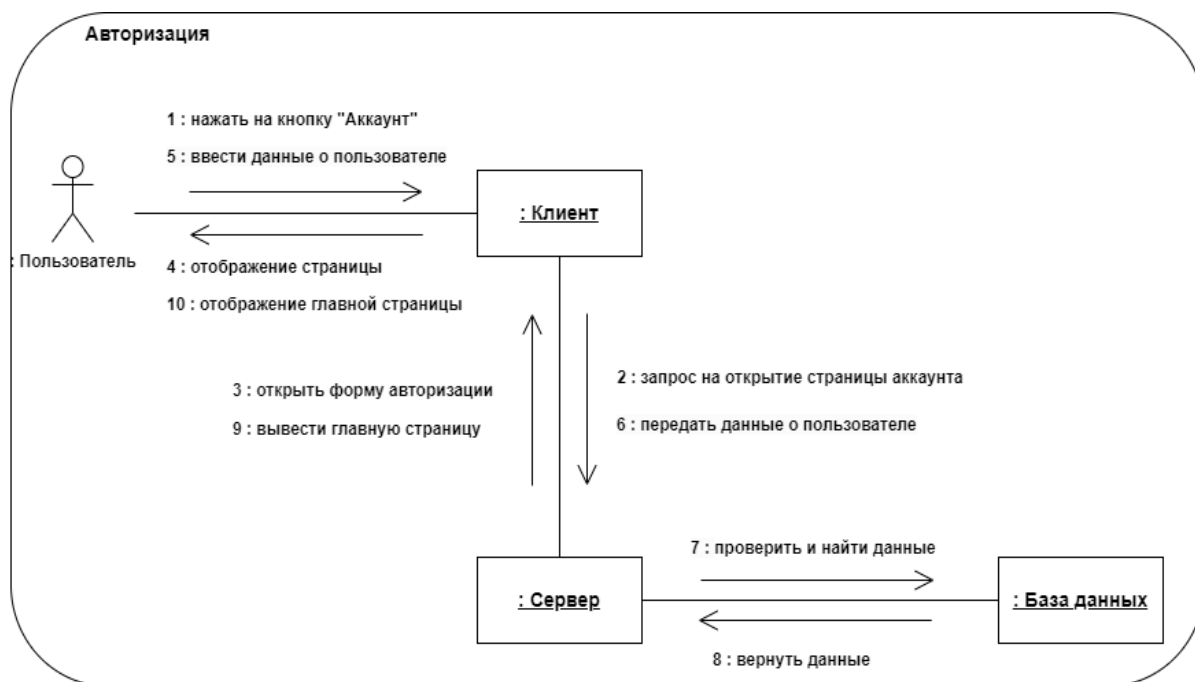 Авторизация
1 : нажать на кнопку "Аккаунт"
5 : ввести данные о пользователе
: Клиент
: Пользователь
4 : отображение страницы
10 : отображение главной страницы
3 : открыть форму авторизации
9 : вывести главную страницу
2 : запрос на открытие страницы аккаунта
6 : передать данные о пользователе
7 : проверить и найти данные
: Сервер
: База данных
8 : вернуть данные